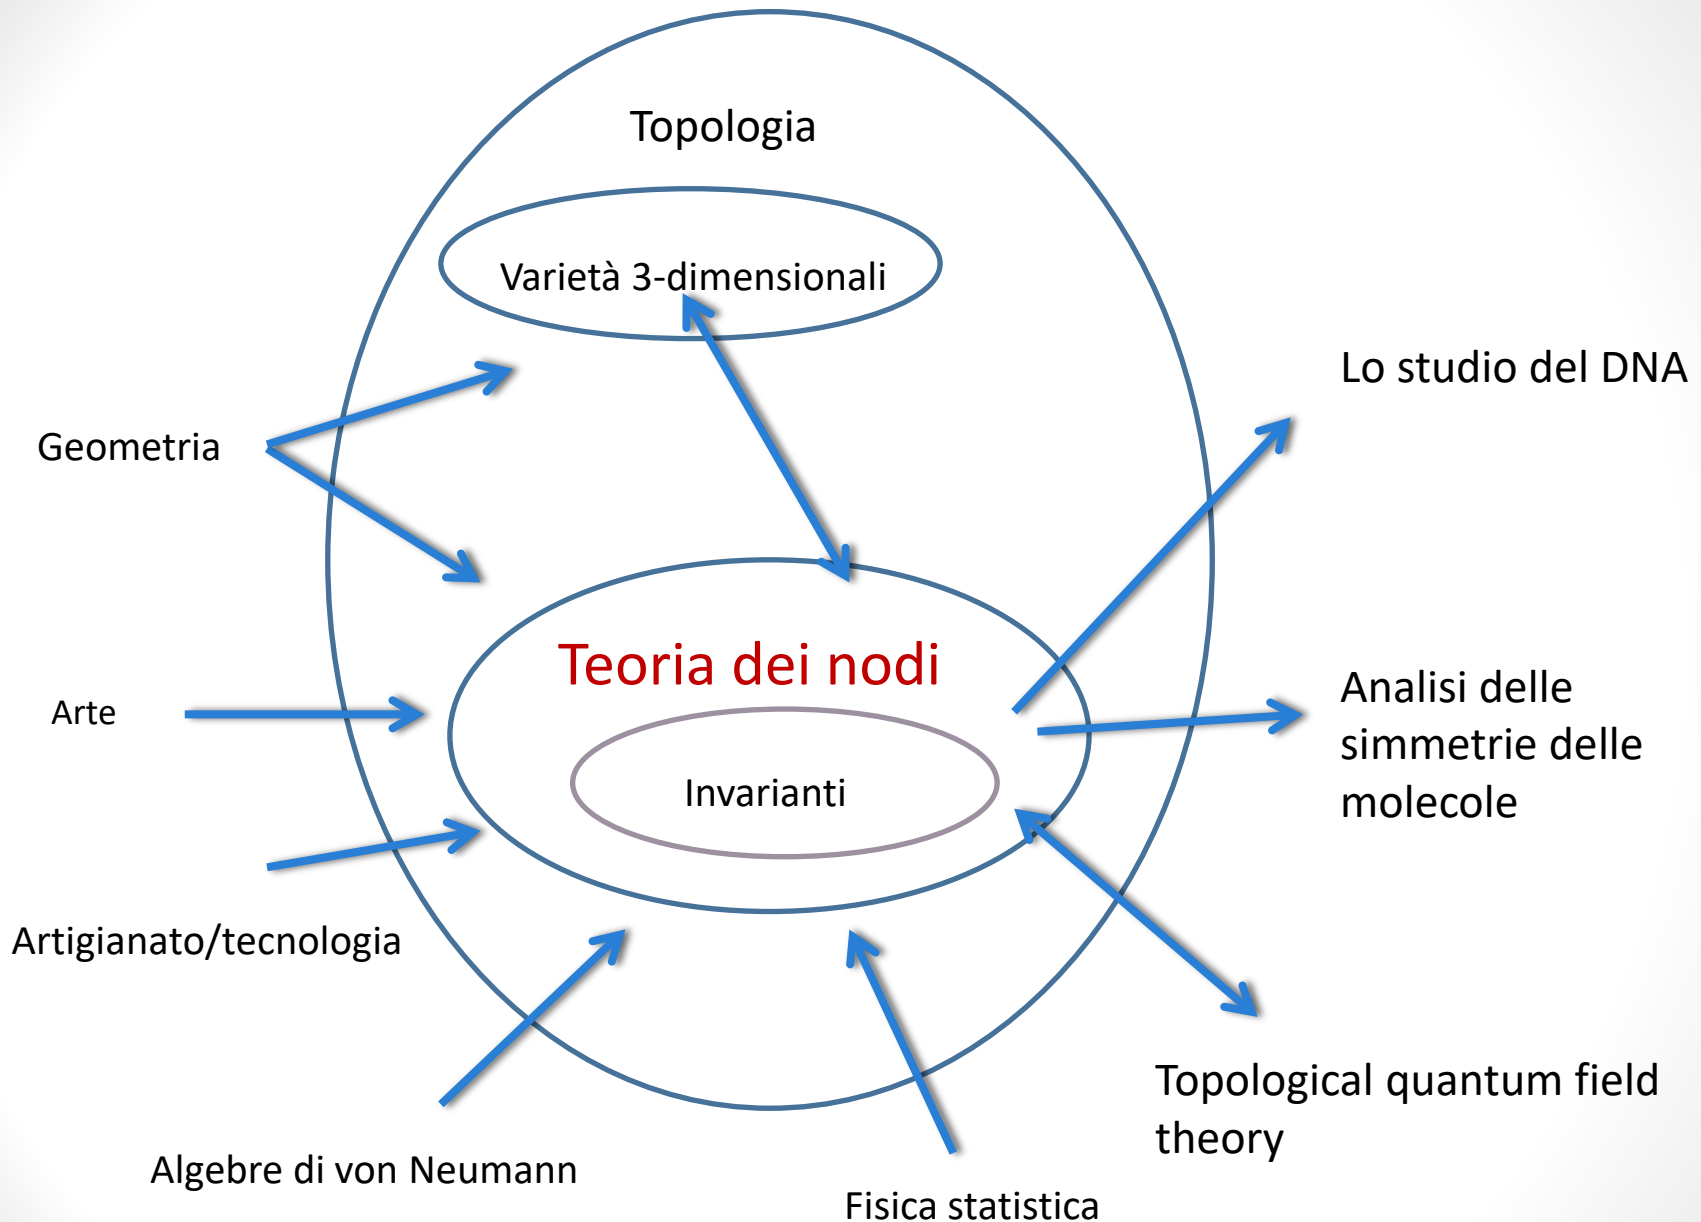 Topologia
Varietà 3-dimensionali
Lo studio del DNA
Geometria
Teoria dei nodi
Arte
Analisi delle
simmetrie delle
molecole
Invarianti
Artigianato/tecnologia
Topological quantum field
theory
Algebre di von Neumann
Fisica statistica